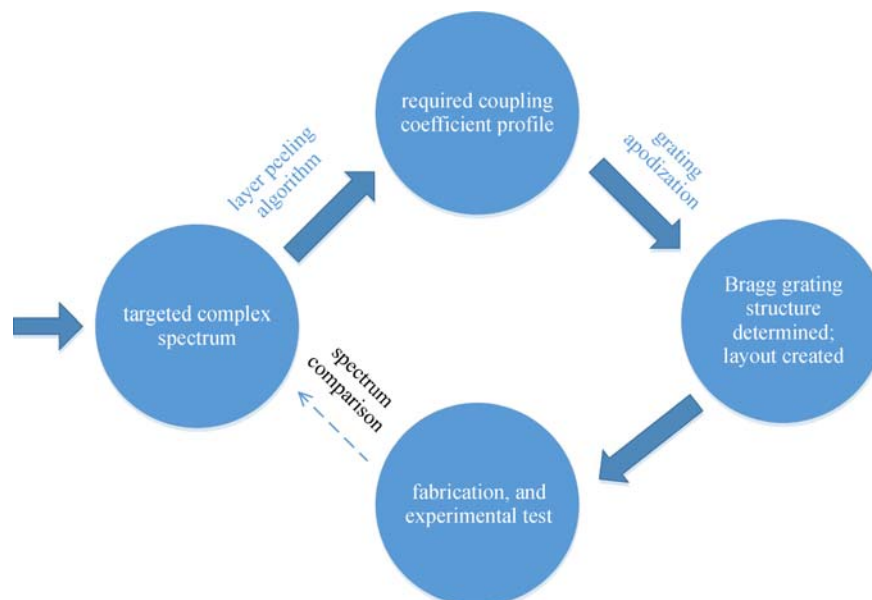 required coupling
coefficient profile
layer peeling
algorithm
grating
apodization
targeted complex
spectrum
Bragg grating
structure
determined;
layout created
spectrum
comparison
fabrication, and
experimental test